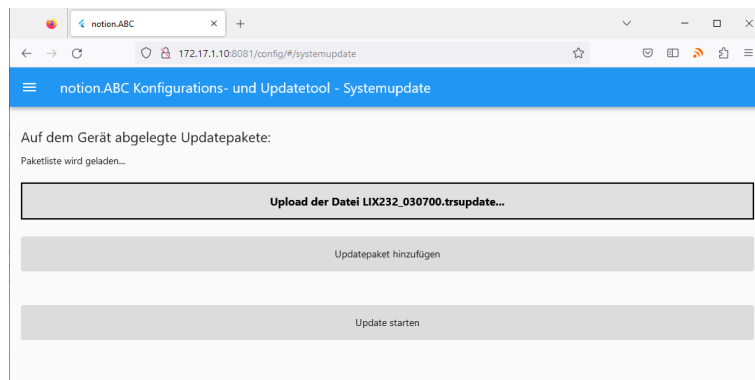 notion.ABC
172.17.1.10:8081/config/#/systemupdate
notion.ABC Konfigurations- und Updatetool - Systemupdate
Auf dem Gerät abgelegte Updatepakete:
Paketliste wird geladen...
Upload der Datei LIX232_030700.trsupdate...
Updatepaket hinzufügen
Update starten